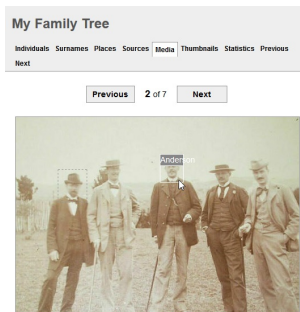 My Family Tree
Individuals Surnames Places Sources Media Thumbnails Statistics Previous
Next
Previous 2 of 7 Next
Anderson